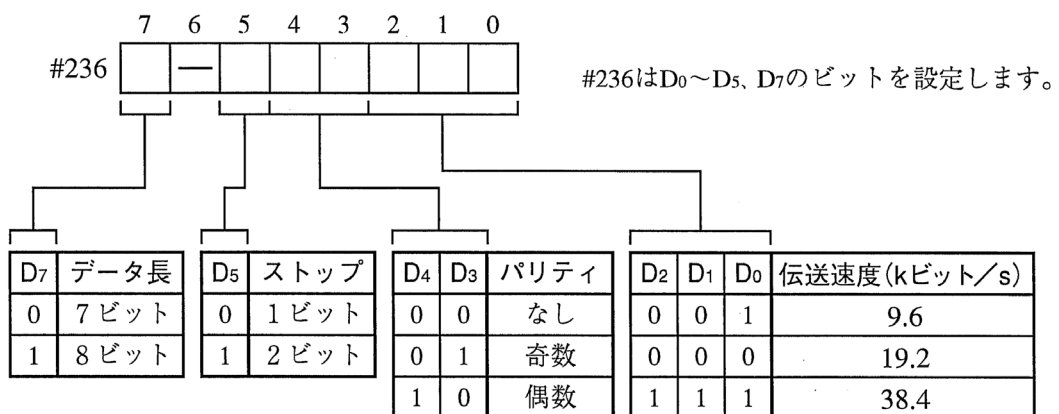 7 6 5 4 3 2 1 0
#236 —
#236はD0～D5、D7のビットを設定します。
D7 データ長
0 7ビット
1 8ビット
D5 ストップ
0 1ビット
1 2ビット
D4 D3 パリティ
0 0 なし
0 1 奇数
1 0 偶数
D2 D1 D0 伝送速度(kビット/s)
0 0 1 9.6
0 0 0 19.2
1 1 1 38.4